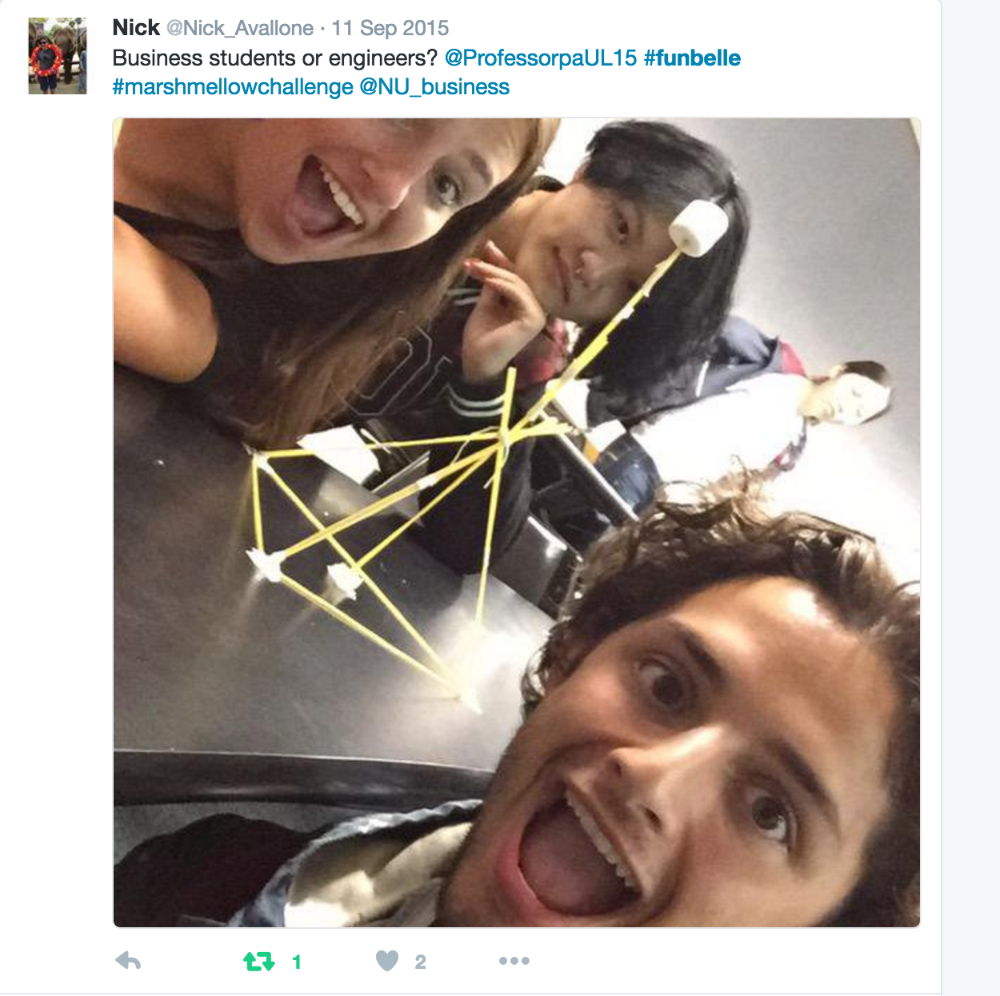 Nick @Nick_Avallone · 11 Sep 2015
Business students or engineers? @ProfessorpaUL15 #funbelle
#marshmellowchallenge @NU_business
1 2